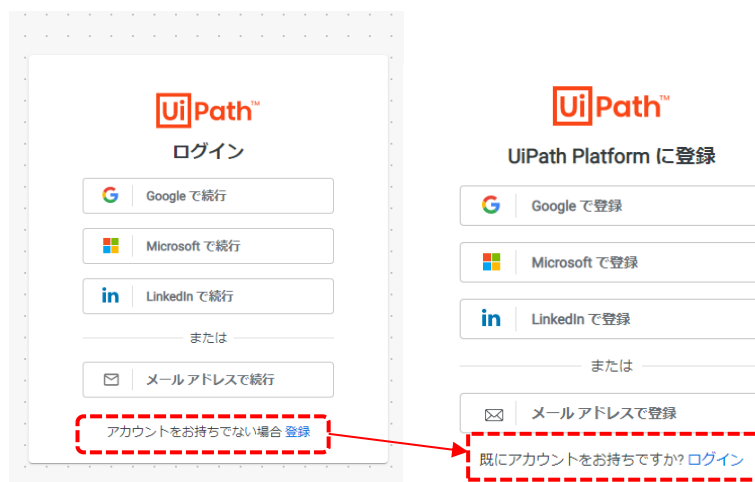 UiPath™
ログイン
Google で続行
Microsoft で続行
in LinkedIn で続行
または
メール アドレスで続行
アカウントをお持ちでない場合 登録
UiPath™
UiPath Platform に登録
Google で登録
Microsoft で登録
in LinkedIn で登録
または
メール アドレスで登録
既にアカウントをお持ちですか? ログイン